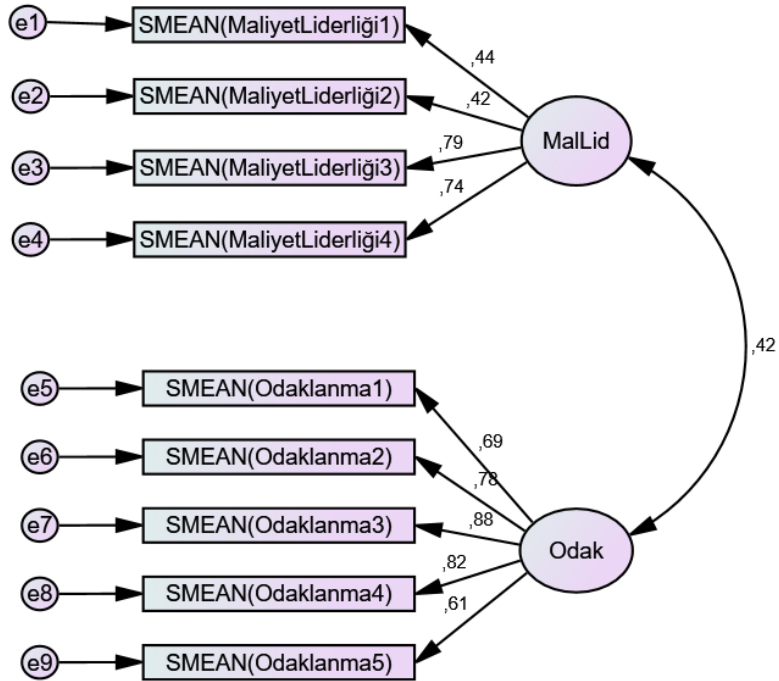 e1
SMEAN(MaliyetLiderliği1)
,44
e2
SMEAN(MaliyetLiderliği2)
,42
e3
SMEAN(MaliyetLiderliği3)
,79
MalLid
e4
SMEAN(MaliyetLiderliği4)
,74
,42
e5
SMEAN(Odaklanma1)
,69
e6
SMEAN(Odaklanma2)
,78
e7
SMEAN(Odaklanma3)
,88
Odak
e8
SMEAN(Odaklanma4)
,82
e9
SMEAN(Odaklanma5)
,61